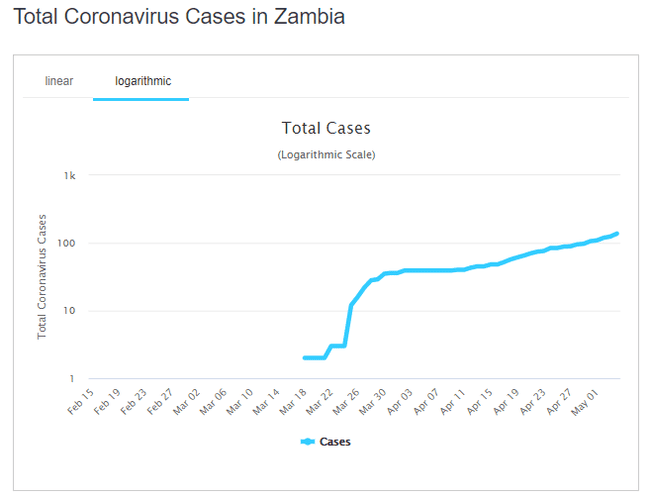 Total Coronavirus Cases in Zambia
linear logarithmic
Total Cases
(Logarithmic Scale)
Total Coronavirus Cases
1k
100
10
1
Feb 15 Feb 19 Feb 23 Feb 27 Mar 02 Mar 06 Mar 10 Mar 14 Mar 18 Mar 22 Mar 26 Mar 30 Apr 03 Apr 07 Apr 11 Apr 15 Apr 19 Apr 23 Apr 27 May 01
Cases